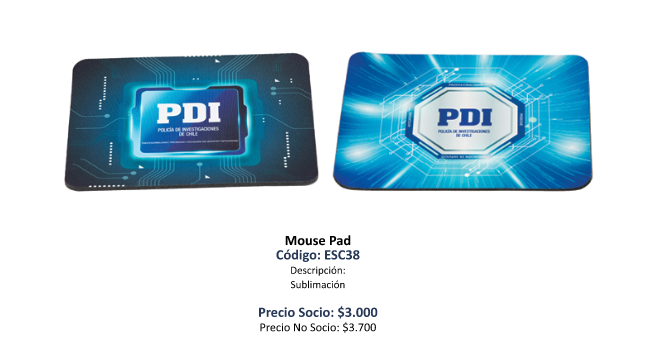 PDI
POLICÍA DE INVESTIGACIONES
DE CHILE
PDI
POLICÍA DE INVESTIGACIONES
DE CHILE
Mouse Pad
Código: ESC38
Descripción:
Sublimación
Precio Socio: $3.000
Precio No Socio: $3.700